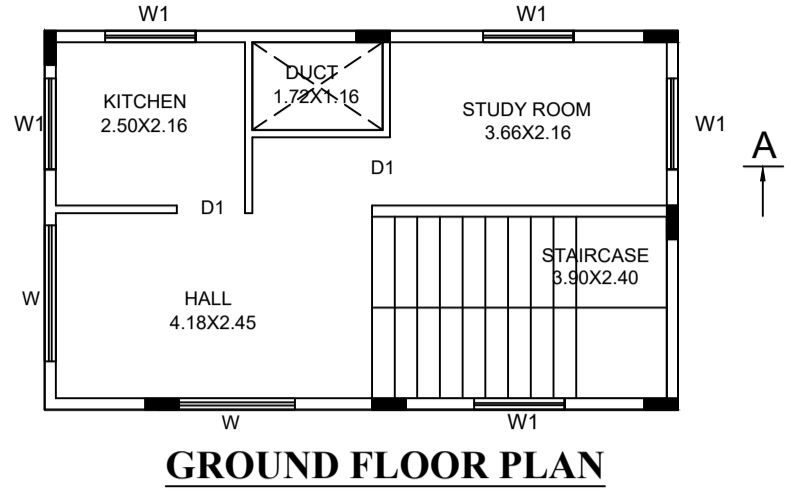 W1
W1
DUCT
1.72X1.16
KITCHEN
2.50X2.16
STUDY ROOM
3.66X2.16
W1
W1
A
D1
D1
STAIRCASE
3.90X2.40
HALL
4.18X2.45
W
W
W1
GROUND FLOOR PLAN